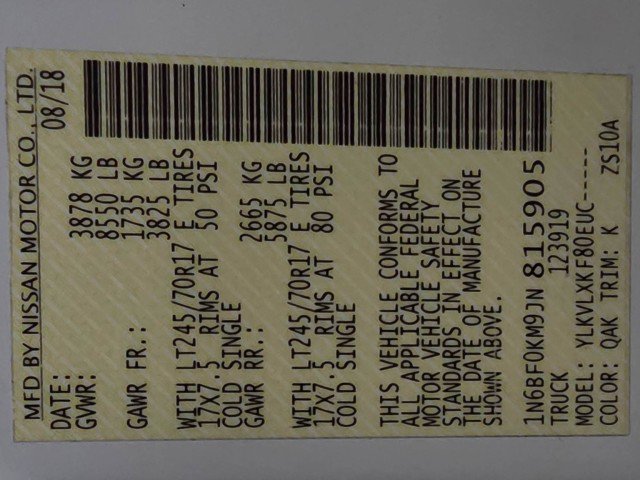 MFD BY NISSAN MOTOR CO., LTD.
DATE: 08/18
GVWR: 3878 KG
8550 LB
GAWR FR.: 1735 KG
3825 LB
WITH LT245/70R17 E TIRES
17X7.5 RIMS AT 50 PSI
COLD SINGLE
GAWR RR.: 2665 KG
5875 LB
WITH LT245/70R17 E TIRES
17X7.5 RIMS AT 80 PSI
COLD SINGLE
THIS VEHICLE CONFORMS TO
ALL APPLICABLE FEDERAL
MOTOR VEHICLE SAFETY
STANDARDS IN EFFECT ON
THE DATE OF MANUFACTURE
SHOWN ABOVE.
1N6BF0KM9JN 815905
TRUCK 123919
MODEL: YLKVLXKF80EUC-----
COLOR: QAK TRIM: K ZS10A